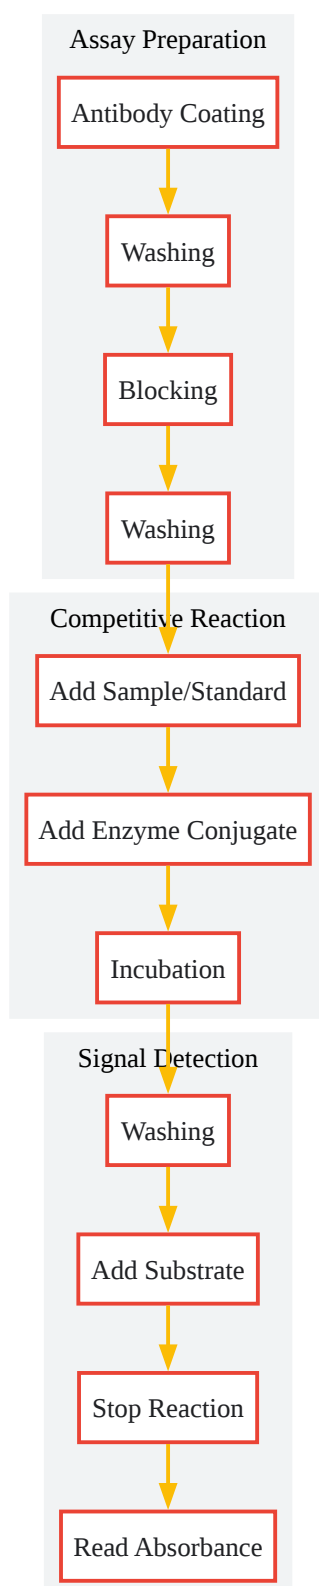 Assay Preparation
Antibody Coating
Washing
Blocking
Washing
Competitive Reaction
Add Sample/Standard
Add Enzyme Conjugate
Incubation
Signal Detection
Washing
Add Substrate
Stop Reaction
Read Absorbance